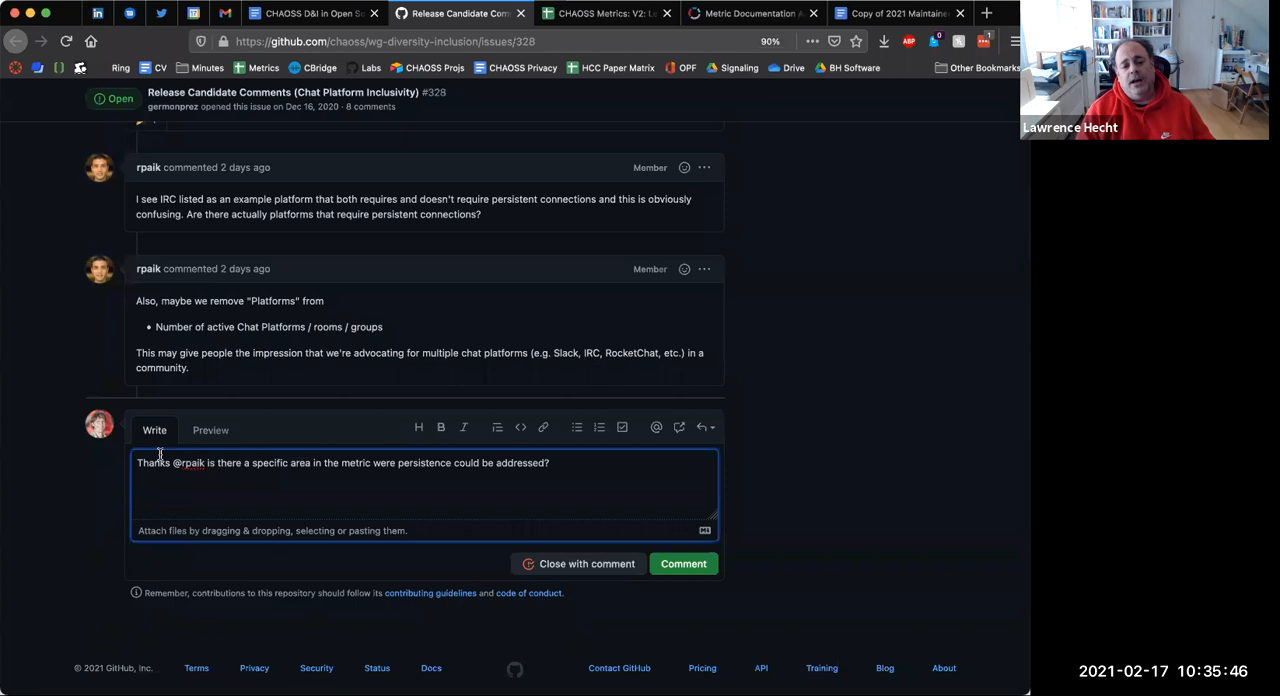 CHAOSS D&I in Open S
Release Candidate Com
CHAOSS Metrics: V2: L
Metric Documentation A
Copy of 2021 Maintaine
https://github.com/chaoss/wg-diversity-inclusion/issues/328
90%
ABP
0
1
Ring
CV
Minutes
Metrics
CBridge
Labs
CHAOSS Projs
CHAOSS Privacy
HCC Paper Matrix
OPF
Signaling
Drive
BH Software
Other Bookmarks
Lawrence Hecht
Open
Release Candidate Comments (Chat Platform Inclusivity) #328
germonprez opened this issue on Dec 16, 2020 · 8 comments
rpaik commented 2 days ago
Member
I see IRC listed as an example platform that both requires and doesn't require persistent connections and this is obviously
confusing. Are there actually platforms that require persistent connections?
rpaik commented 2 days ago
Member
Also, maybe we remove "Platforms" from
• Number of active Chat Platforms / rooms / groups
This may give people the impression that we're advocating for multiple chat platforms (e.g. Slack, IRC, RocketChat, etc.) in a
community.
Write
Preview
Thanks @rpaik is there a specific area in the metric were persistence could be addressed?
Attach files by dragging & dropping, selecting or pasting them.
Close with comment
Comment
Remember, contributions to this repository should follow its contributing guidelines and code of conduct.
© 2021 GitHub, Inc.
Terms
Privacy
Security
Status
Docs
Contact GitHub
Pricing
API
Training
Blog
About
2021-02-17 10:35:46